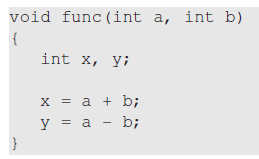 void func(int a, int b)
{
    int x, y;

    x = a + b;
    y = a - b;
}